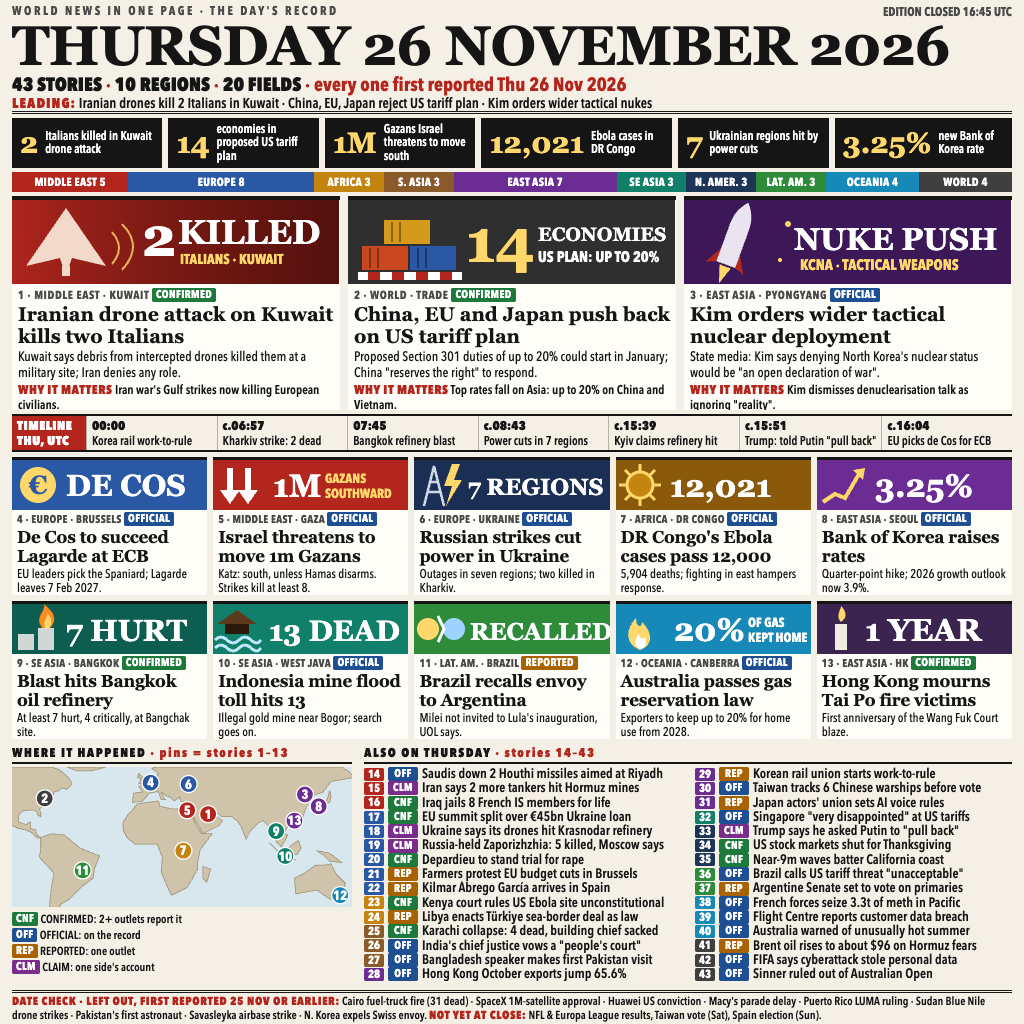 WORLD NEWS IN ONE PAGE · THE DAY'S RECORD
EDITION CLOSED 16:45 UTC
THURSDAY 26 NOVEMBER 2026
43 STORIES · 10 REGIONS · 20 FIELDS · every one first reported Thu 26 Nov 2026
LEADING: Iranian drones kill 2 Italians in Kuwait · China, EU, Japan reject US tariff plan · Kim orders wider tactical nukes
2 Italians killed in Kuwait
drone attack
14 economies in
proposed US tariff
plan
1M Gazans Israel
threatens to move
south
12,021 Ebola cases in
DR Congo
7 Ukrainian regions hit by
power cuts
3.25% new Bank of
Korea rate
MIDDLE EAST 5
EUROPE 8
AFRICA 3
S. ASIA 3
EAST ASIA 7
SE ASIA 3
N. AMER. 3
LAT. AM. 3
OCEANIA 4
WORLD 4
2 KILLED
ITALIANS · KUWAIT
1 · MIDDLE EAST · KUWAIT CONFIRMED
Iranian drone attack on Kuwait
kills two Italians
Kuwait says debris from intercepted drones killed them at a
military site; Iran denies any role.
WHY IT MATTERS Iran war's Gulf strikes now killing European
civilians.
14 ECONOMIES
US PLAN: UP TO 20%
2 · WORLD · TRADE CONFIRMED
China, EU and Japan push back
on US tariff plan
Proposed Section 301 duties of up to 20% could start in January;
China "reserves the right" to respond.
WHY IT MATTERS Top rates fall on Asia: up to 20% on China and
Vietnam.
NUKE PUSH
KCNA · TACTICAL WEAPONS
3 · EAST ASIA · PYONGYANG OFFICIAL
Kim orders wider tactical
nuclear deployment
State media: Kim says denying North Korea's nuclear status
would be "an open declaration of war".
WHY IT MATTERS Kim dismisses denuclearisation talk as
ignoring "reality".
TIMELINE
THU, UTC
00:00
Korea rail work-to-rule
c.06:57
Kharkiv strike: 2 dead
07:45
Bangkok refinery blast
c.08:43
Power cuts in 7 regions
c.15:39
Kyiv claims refinery hit
c.15:51
Trump: told Putin "pull back"
c.16:04
EU picks de Cos for ECB
€ DE COS
4 · EUROPE · BRUSSELS OFFICIAL
De Cos to succeed
Lagarde at ECB
EU leaders pick the Spaniard; Lagarde
leaves 7 Feb 2027.
1M GAZANS
SOUTHWARD
5 · MIDDLE EAST · GAZA OFFICIAL
Israel threatens to
move 1m Gazans
Katz: south, unless Hamas disarms.
Strikes kill at least 8.
7 REGIONS
6 · EUROPE · UKRAINE OFFICIAL
Russian strikes cut
power in Ukraine
Outages in seven regions; two killed in
Kharkiv.
12,021
7 · AFRICA · DR CONGO OFFICIAL
DR Congo's Ebola
cases pass 12,000
5,904 deaths; fighting in east hampers
response.
3.25%
8 · EAST ASIA · SEOUL OFFICIAL
Bank of Korea raises
rates
Quarter-point hike; 2026 growth outlook
now 3.9%.
7 HURT
9 · SE ASIA · BANGKOK CONFIRMED
Blast hits Bangkok
oil refinery
At least 7 hurt, 4 critically, at Bangchak
site.
13 DEAD
10 · SE ASIA · WEST JAVA OFFICIAL
Indonesia mine flood
toll hits 13
Illegal gold mine near Bogor; search
goes on.
RECALLED
11 · LAT. AM. · BRAZIL REPORTED
Brazil recalls envoy
to Argentina
Milei not invited to Lula's inauguration,
UOL says.
20% OF GAS
KEPT HOME
12 · OCEANIA · CANBERRA OFFICIAL
Australia passes gas
reservation law
Exporters to keep up to 20% for home
use from 2028.
1 YEAR
13 · EAST ASIA · HK CONFIRMED
Hong Kong mourns
Tai Po fire victims
First anniversary of the Wang Fuk Court
blaze.
WHERE IT HAPPENED · pins = stories 1-13
2
4
6
5
1
3
8
13
9
10
7
11
12
CNF CONFIRMED: 2+ outlets report it
OFF OFFICIAL: on the record
REP REPORTED: one outlet
CLM CLAIM: one side's account
ALSO ON THURSDAY · stories 14-43
14 OFF Saudis down 2 Houthi missiles aimed at Riyadh
15 CLM Iran says 2 more tankers hit Hormuz mines
16 CNF Iraq jails 8 French IS members for life
17 CNF EU summit split over €45bn Ukraine loan
18 CLM Ukraine says its drones hit Krasnodar refinery
19 CLM Russia-held Zaporizhzhia: 5 killed, Moscow says
20 CNF Depardieu to stand trial for rape
21 REP Farmers protest EU budget cuts in Brussels
22 REP Kilmar Abrego García arrives in Spain
23 CNF Kenya court rules US Ebola site unconstitutional
24 REP Libya enacts Türkiye sea-border deal as law
25 CNF Karachi collapse: 4 dead, building chief sacked
26 OFF India's chief justice vows a "people's court"
27 OFF Bangladesh speaker makes first Pakistan visit
28 OFF Hong Kong October exports jump 65.6%
29 REP Korean rail union starts work-to-rule
30 OFF Taiwan tracks 6 Chinese warships before vote
31 REP Japan actors' union sets AI voice rules
32 OFF Singapore "very disappointed" at US tariffs
33 CLM Trump says he asked Putin to "pull back"
34 CNF US stock markets shut for Thanksgiving
35 CNF Near-9m waves batter California coast
36 OFF Brazil calls US tariff threat "unacceptable"
37 REP Argentine Senate set to vote on primaries
38 OFF French forces seize 3.3t of meth in Pacific
39 OFF Flight Centre reports customer data breach
40 OFF Australia warned of unusually hot summer
41 REP Brent oil rises to about $96 on Hormuz fears
42 OFF FIFA says cyberattack stole personal data
43 OFF Sinner ruled out of Australian Open
DATE CHECK · LEFT OUT, FIRST REPORTED 25 NOV OR EARLIER: Cairo fuel-truck fire (31 dead) · SpaceX 1M-satellite approval · Huawei US conviction · Macy's parade delay · Puerto Rico LUMA ruling · Sudan Blue Nile
drone strikes · Pakistan's first astronaut · Savasleyka airbase strike · N. Korea expels Swiss envoy. NOT YET AT CLOSE: NFL & Europa League results, Taiwan vote (Sat), Spain election (Sun).